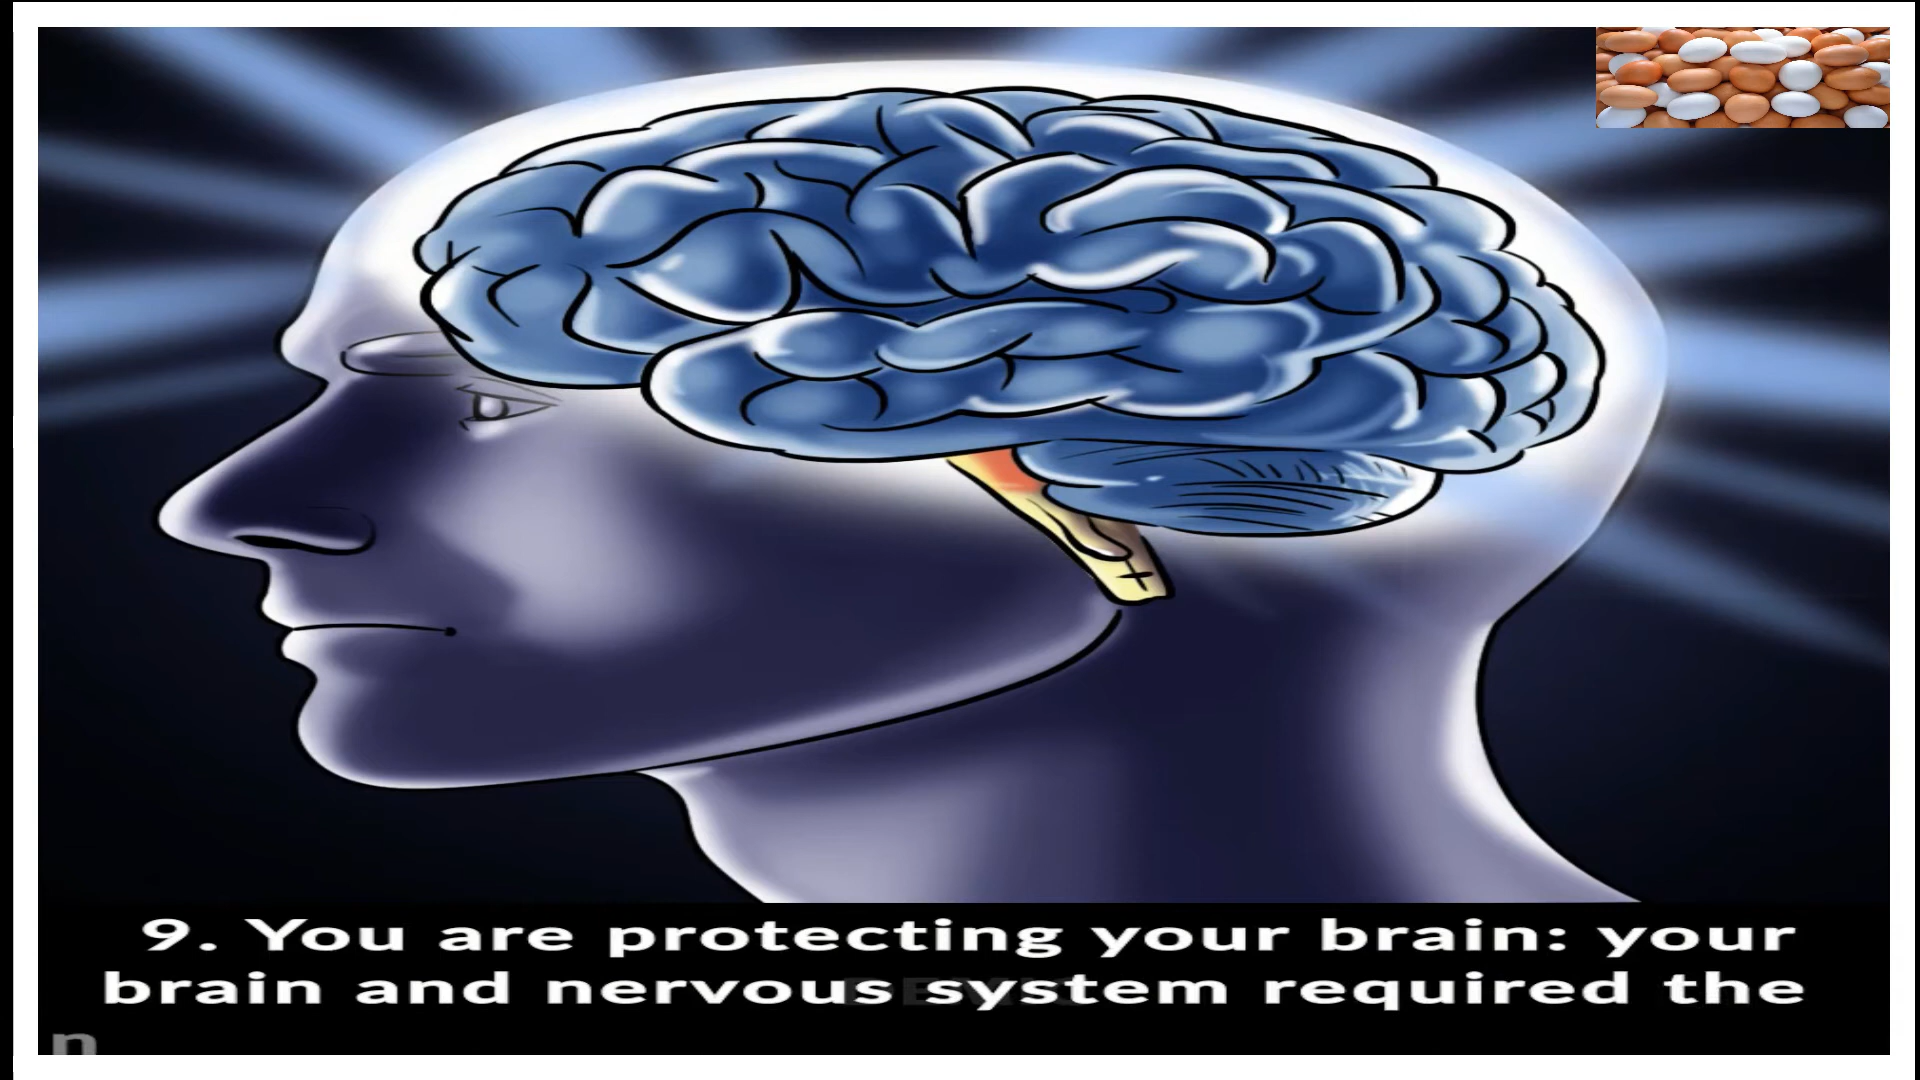 9. You are protecting your brain: your
brain and nervous system required the
n